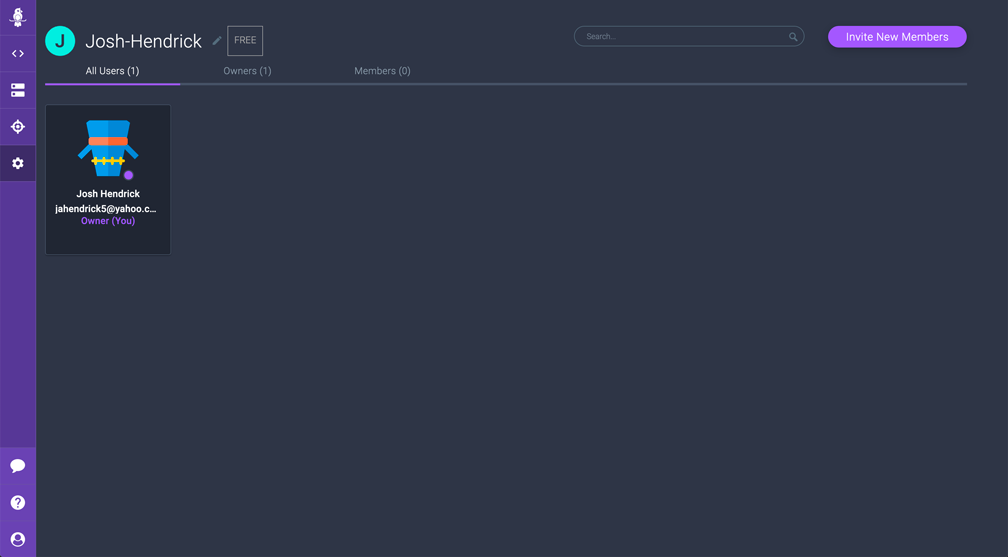 J
Josh-Hendrick
FREE
Search...
Invite New Members
All Users (1)
Owners (1)
Members (0)
Josh Hendrick
jahendrick5@yahoo.c...
Owner (You)